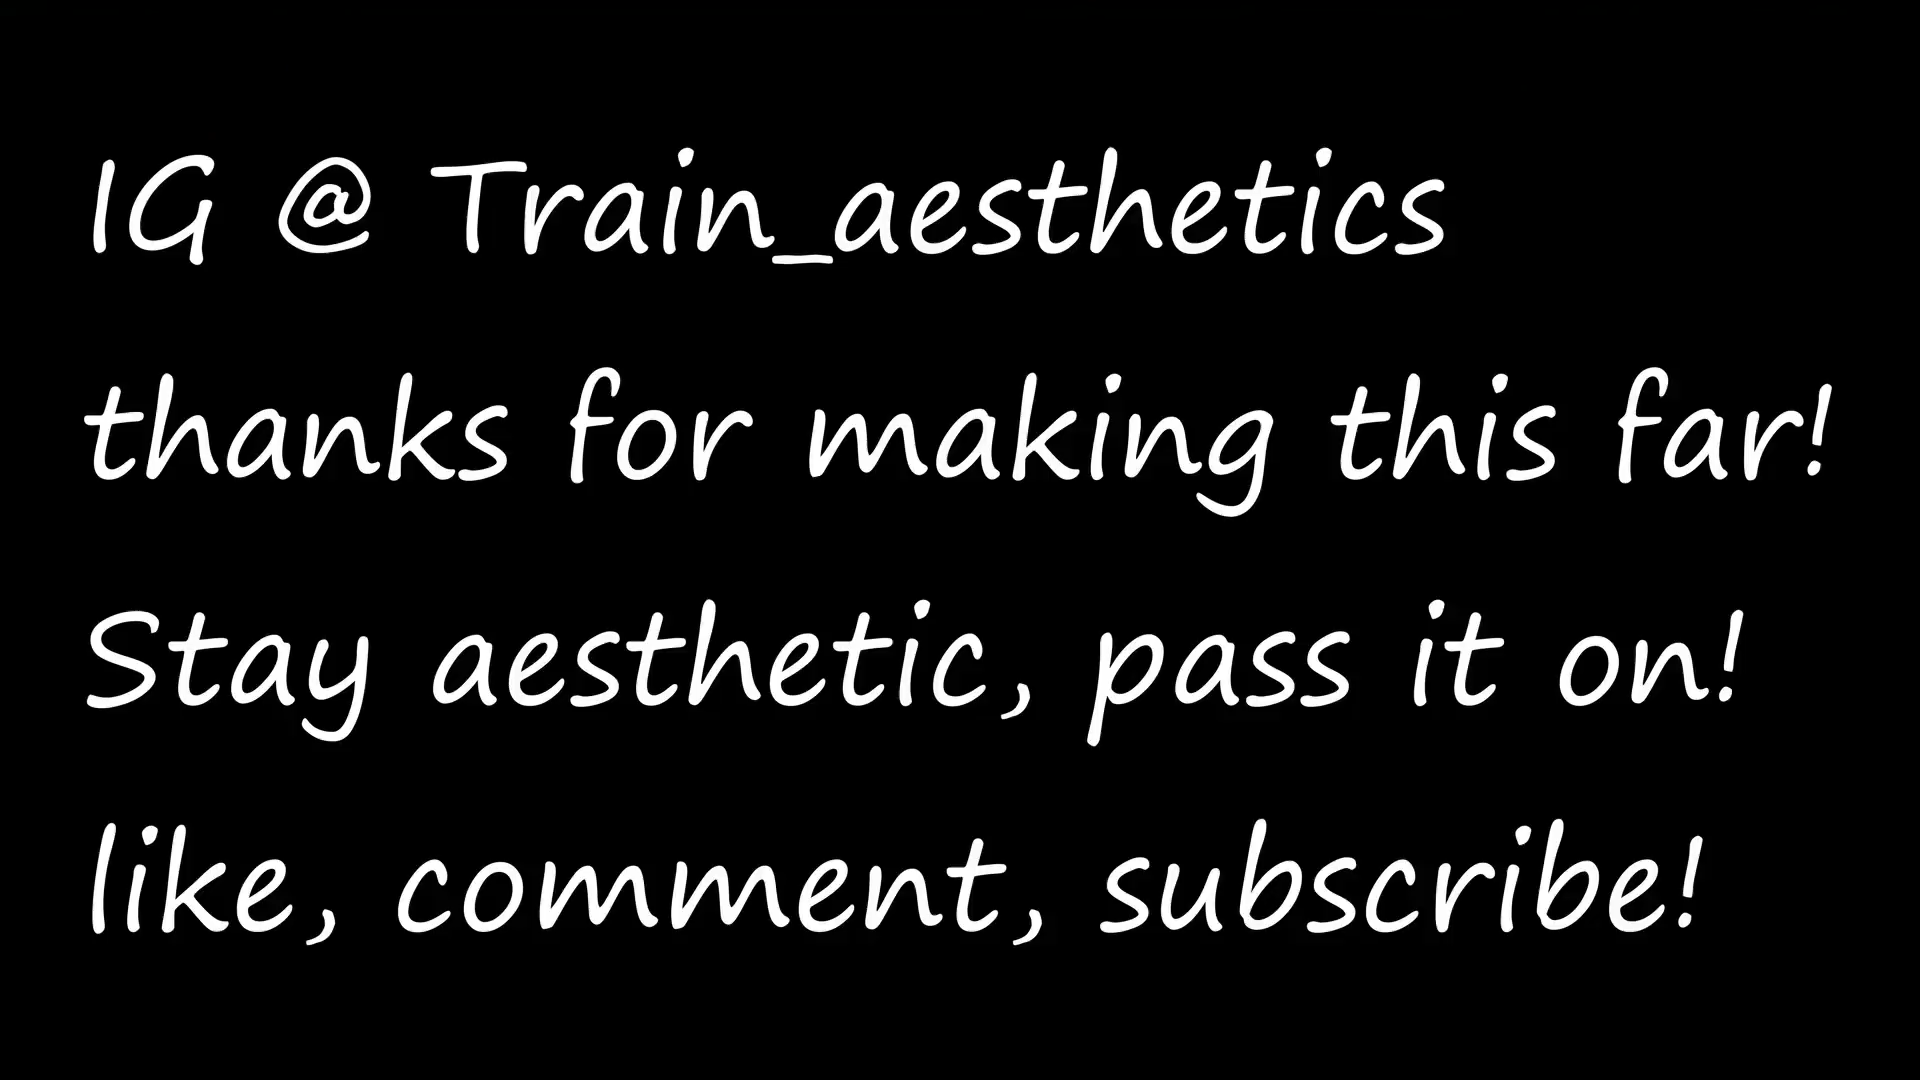 IG @ Train_aesthetics
thanks for making this far!
Stay aesthetic, pass it on!
like, comment, subscribe!